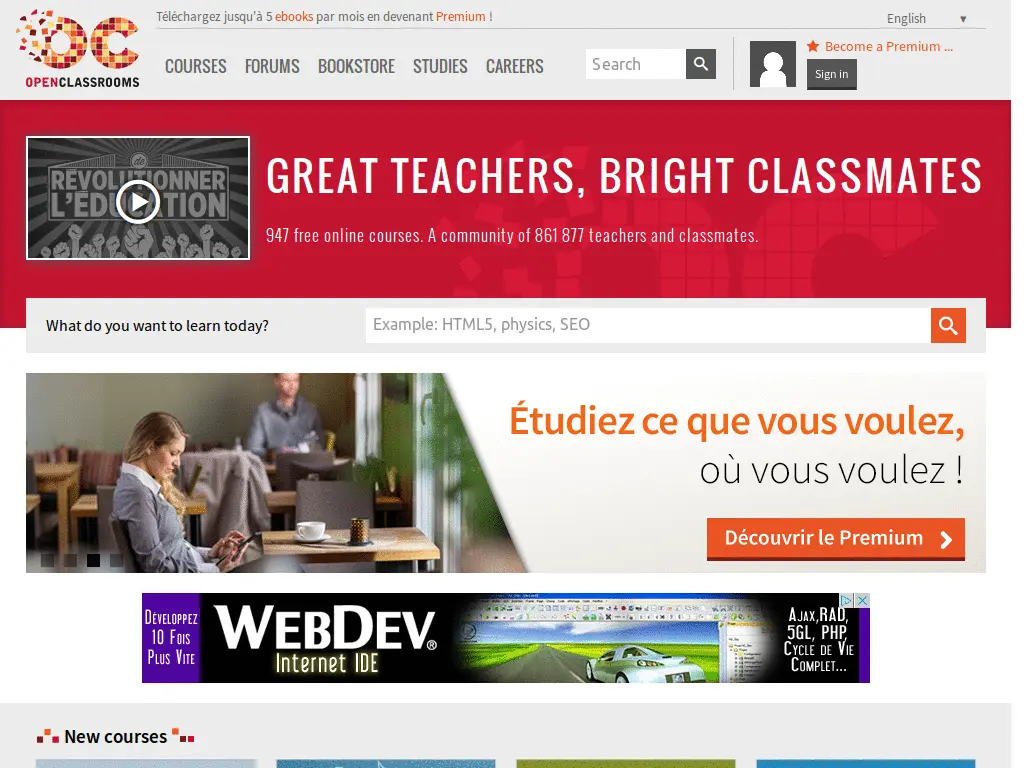 Téléchargez jusqu'à 5 ebooks par mois en devenant Premium !
English
OPENCLASSROOMS
COURSES FORUMS BOOKSTORE STUDIES CAREERS
Search
Become a Premium ...
Sign in
de
RÉVOLUTIONNER
L'ÉDUCATION
GREAT TEACHERS, BRIGHT CLASSMATES
947 free online courses. A community of 861 877 teachers and classmates.
What do you want to learn today?
Example: HTML5, physics, SEO
Étudiez ce que vous voulez,
où vous voulez !
Découvrir le Premium
Développez
10 Fois
Plus Vite
WEBDEV®
Internet IDE
Ajax,RAD,
5GL, PHP
Cycle de Vie
Complet...
New courses